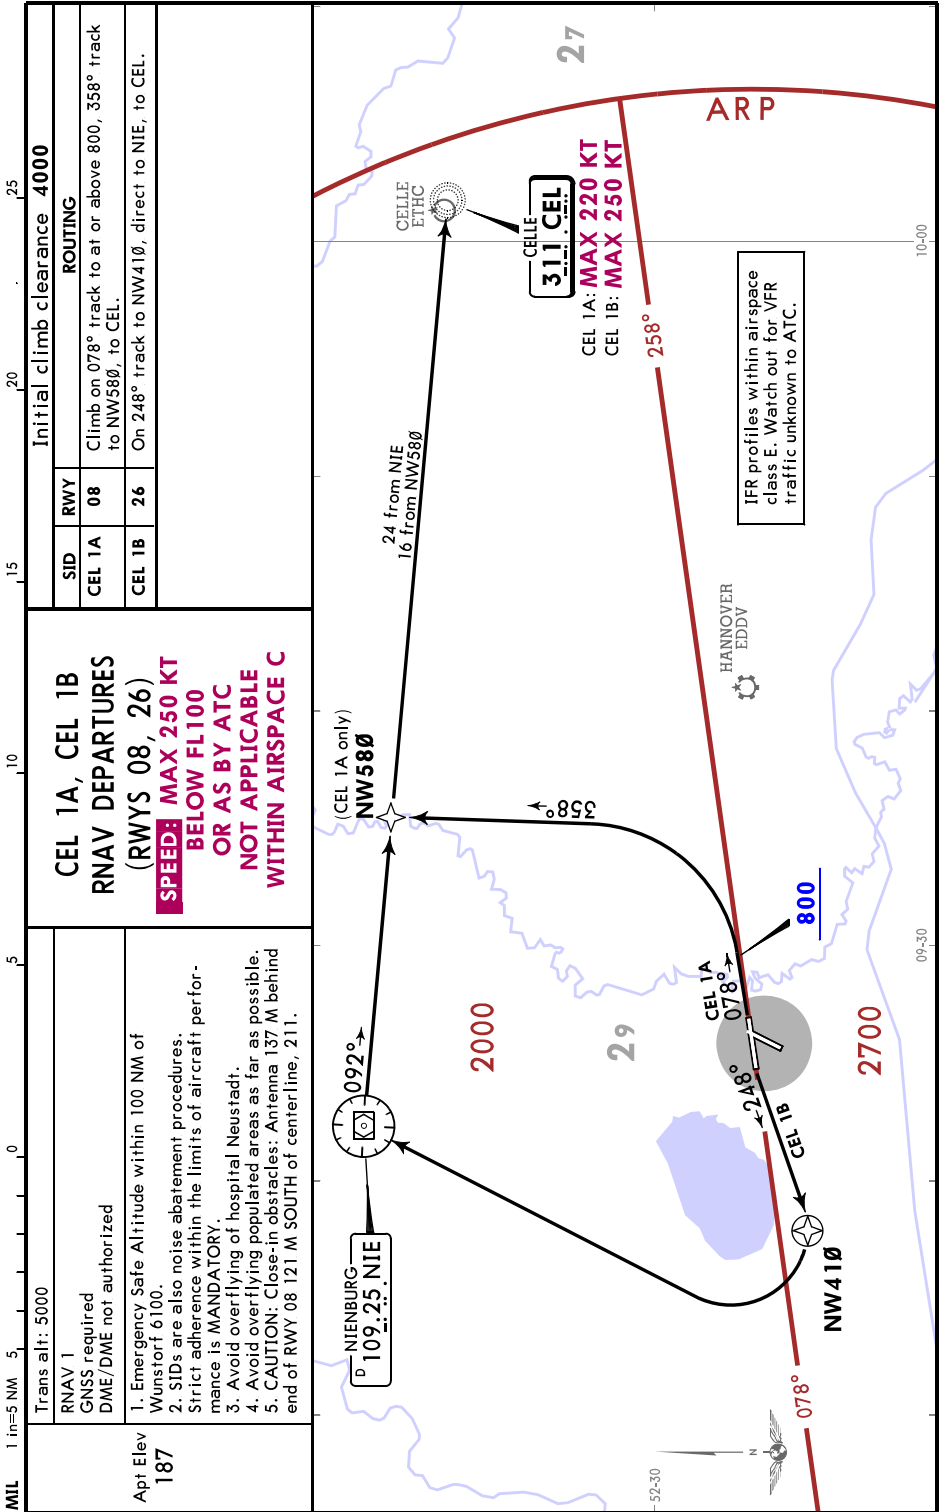 MIL
1 in=5 NM
5
0
5
10
15
20
25
Apt Elev
187
Trans alt: 5000
RNAV 1
GNSS required
DME/DME not authorized
1. Emergency Safe Altitude within 100 NM of
Wunstorf 6100.
2. SIDs are also noise abatement procedures.
Strict adherence within the limits of aircraft perfor-
mance is MANDATORY.
3. Avoid overflying of hospital Neustadt.
4. Avoid overflying populated areas as far as possible.
5. CAUTION: Close-in obstacles: Antenna 137 M behind
end of RWY 08 121 M SOUTH of centerline, 211.
CEL 1A, CEL 1B
RNAV DEPARTURES
(RWYS 08, 26)
SPEED: MAX 250 KT
BELOW FL100
OR AS BY ATC
NOT APPLICABLE
WITHIN AIRSPACE C
Initial climb clearance 4000
SID RWY ROUTING
CEL 1A 08 Climb on 078° track to at or above 800, 358° track
to NW58Ø, to CEL.
CEL 1B 26 On 248° track to NW41Ø, direct to NIE, to CEL.
D NIENBURG
109.25 NIE
092°
(CEL 1A only)
NW58Ø
24 from NIE
16 from NW58Ø
CELLE
ETHC
CELLE
311 CEL
CEL 1A: MAX 220 KT
CEL 1B: MAX 250 KT
27
ARP
258°
358°
2000
29
CEL 1A
078°
800
248°
CEL 1B
NW41Ø
078°
2700
HANNOVER
EDDV
IFR profiles within airspace
class E. Watch out for VFR
traffic unknown to ATC.
N
52-30
09-30
10-00